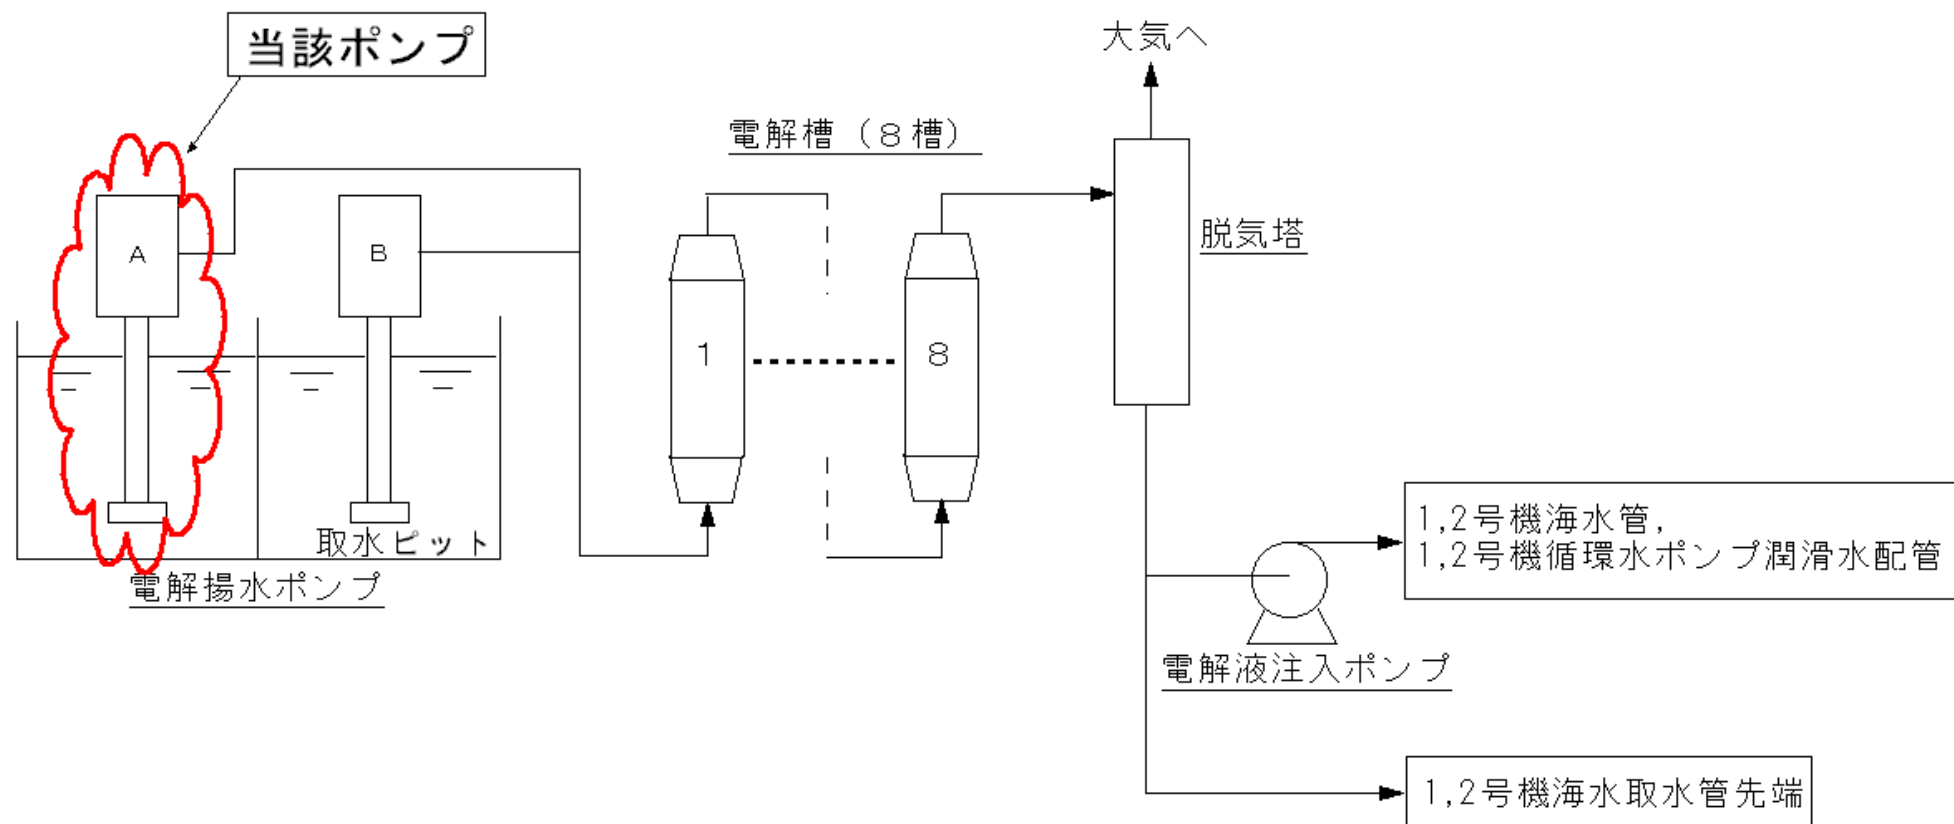 当該ポンプ
大気へ
電解槽（８槽）
脱気塔
A
B
1
8
取水ピット
電解揚水ポンプ
1,2号機海水管,
1,2号機循環水ポンプ潤滑水配管
電解液注入ポンプ
1,2号機海水取水管先端